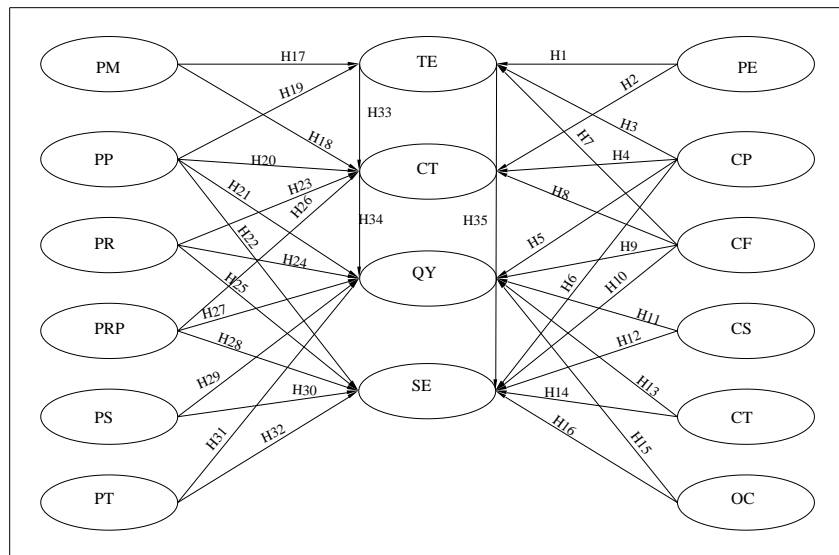 PM
H17
TE
H1
PE
H19
H2
H33
H3
H7
H18
PP
H20
CT
H4
CP
H21
H23
H26
H8
H22
H34
H35
H5
PR
H24
QY
H9
CF
H25
H6
H10
PRP
H27
H11
CS
H28
H12
H29
SE
H30
H14
H13
PS
CT
H31
H32
H16
H15
PT
OC